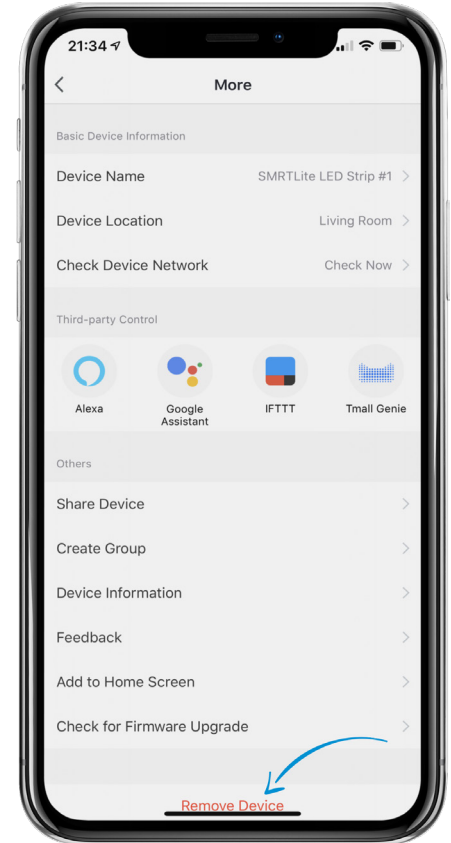 21:34
More
Basic Device Information
Device Name SMRTLite LED Strip #1
Device Location Living Room
Check Device Network Check Now
Third-party Control
Alexa Google Assistant IFTTT Tmall Genie
Others
Share Device
Create Group
Device Information
Feedback
Add to Home Screen
Check for Firmware Upgrade
Remove Device